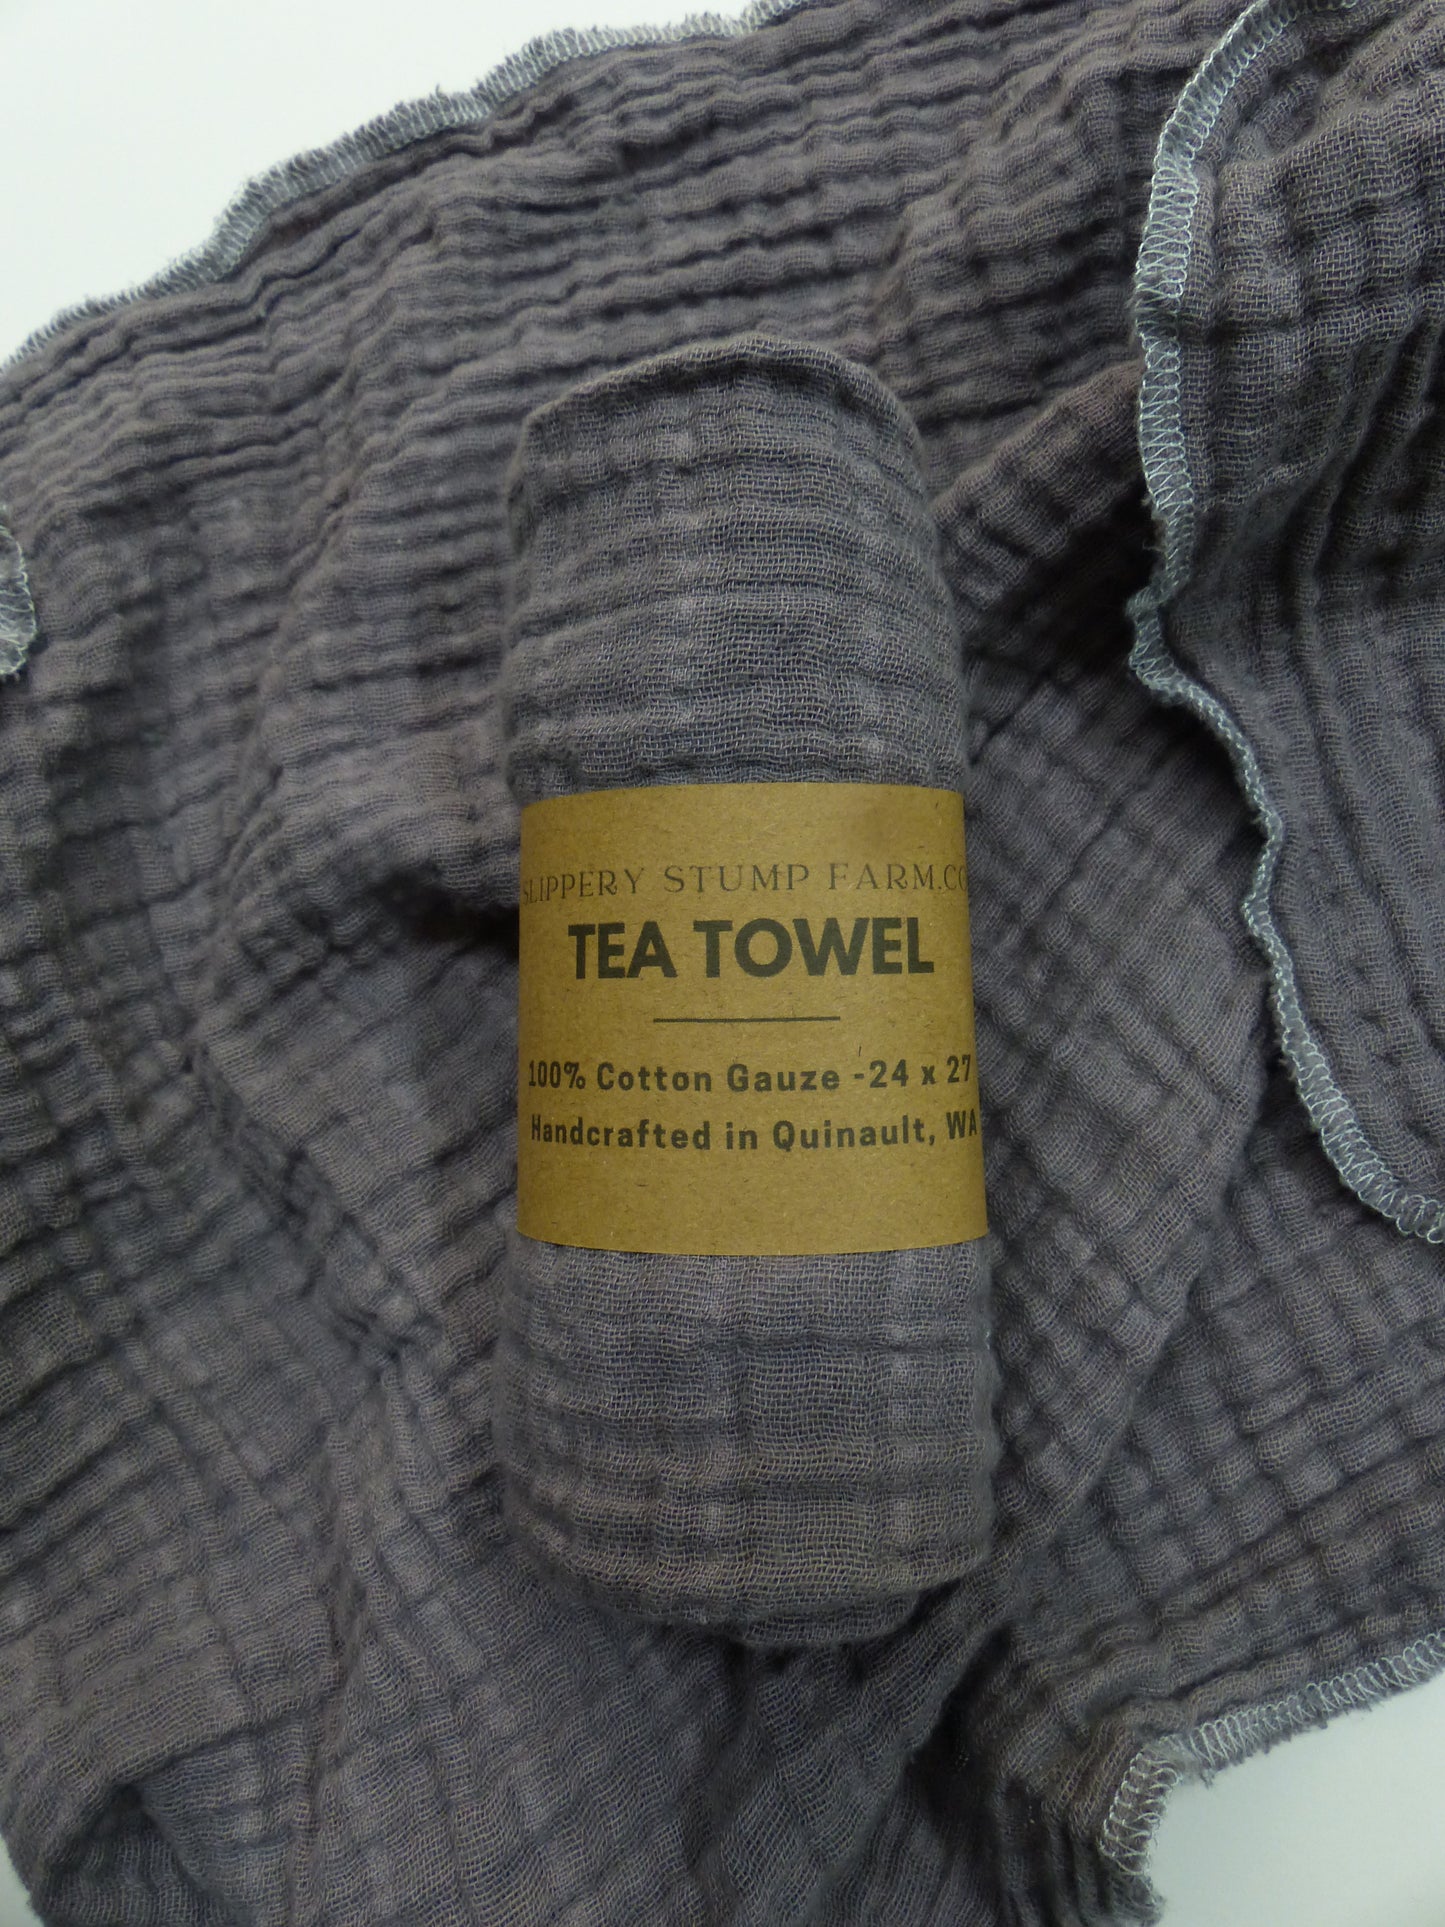 SLIPPERY STUMP FARM.CO
TEA TOWEL
100% Cotton Gauze -24 x 27
Handcrafted in Quinault, WA